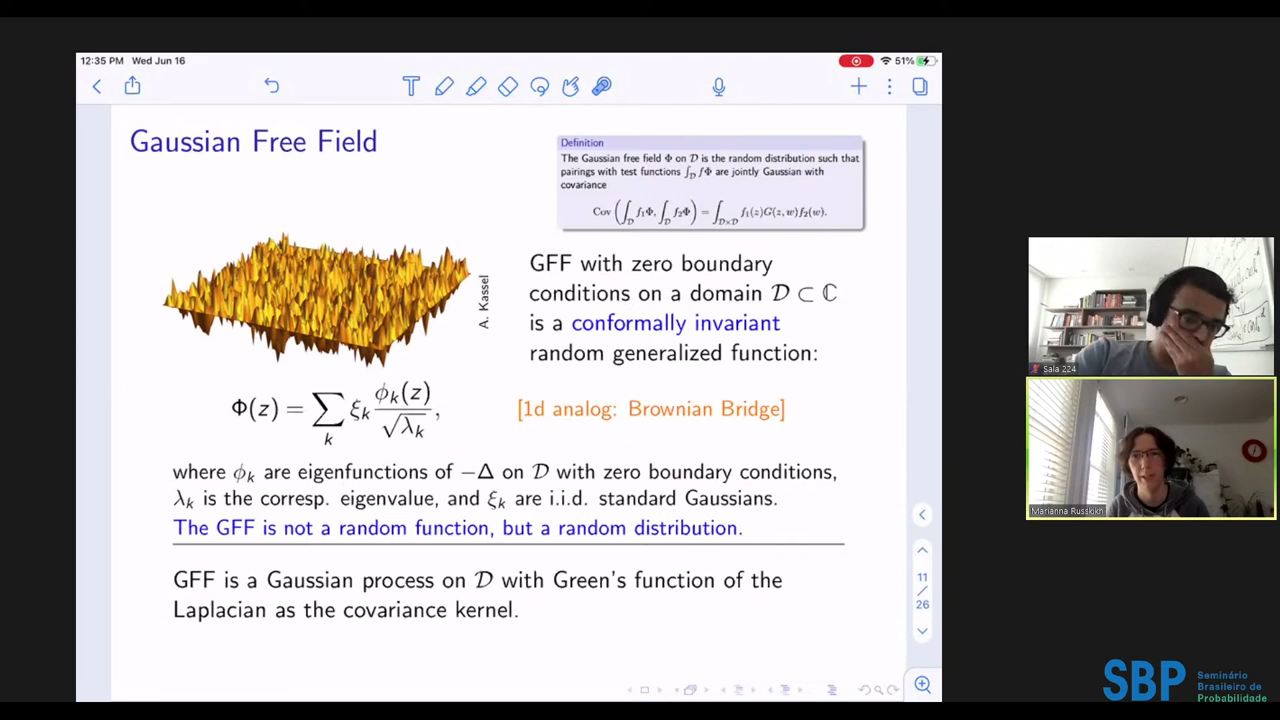 12:35 PM Wed Jun 16
51%
Gaussian Free Field
Definition
The Gaussian free field Φ on 𝒟 is the random distribution such that
pairings with test functions ∫_𝒟 fΦ are jointly Gaussian with
covariance
Cov (∫_𝒟 f₁Φ, ∫_𝒟 f₂Φ) = ∫_{𝒟×𝒟} f₁(z)G(z, w)f₂(w).
A. Kassel
GFF with zero boundary
conditions on a domain 𝒟 ⊂ ℂ
is a conformally invariant
random generalized function:
Φ(z) = ∑_k ξ_k ϕ_k(z)/√λ_k,
[1d analog: Brownian Bridge]
where ϕ_k are eigenfunctions of −Δ on 𝒟 with zero boundary conditions,
λ_k is the corresp. eigenvalue, and ξ_k are i.i.d. standard Gaussians.
The GFF is not a random function, but a random distribution.
GFF is a Gaussian process on 𝒟 with Green's function of the
Laplacian as the covariance kernel.
11
/
26
Sala 224
Marianna Russkikh
SBP
Seminário
Brasileiro de
Probabilidade